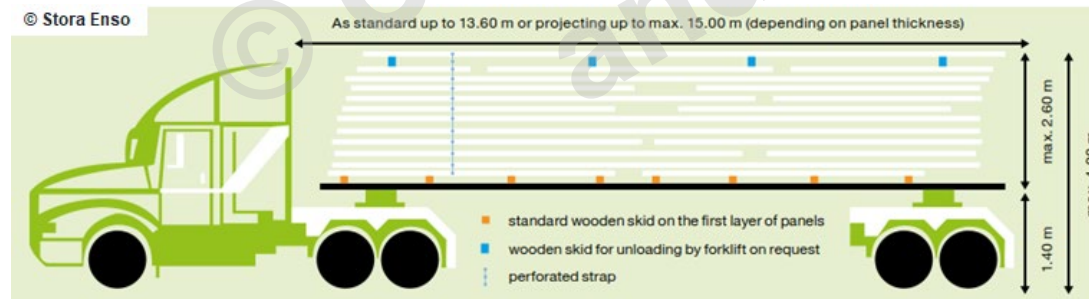 © Stora Enso
As standard up to 13.60 m or projecting up to max. 15.00 m (depending on panel thickness)
max. 2.60 m
1.40 m
standard wooden skid on the first layer of panels
wooden skid for unloading by forklift on request
perforated strap